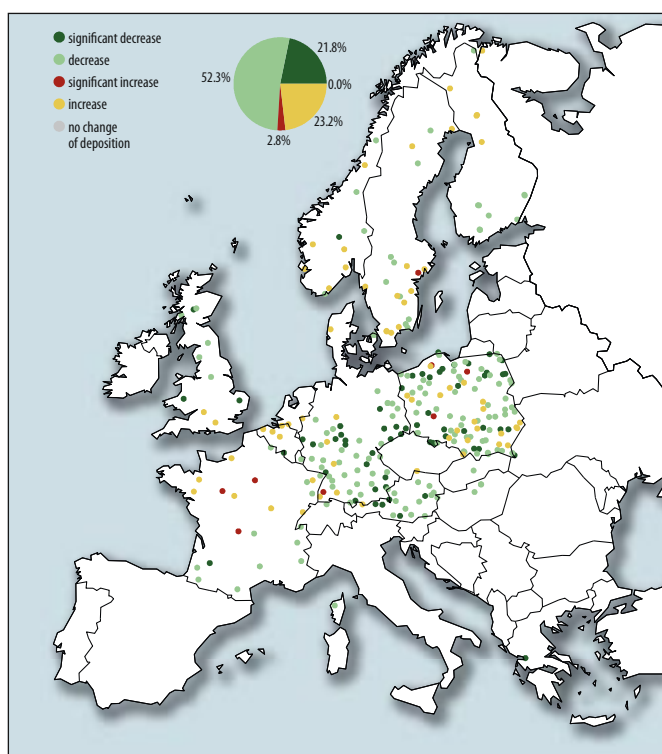 significant decrease
decrease
significant increase
increase
no change
of deposition
21.8%
52.3%
0.0%
23.2%
2.8%